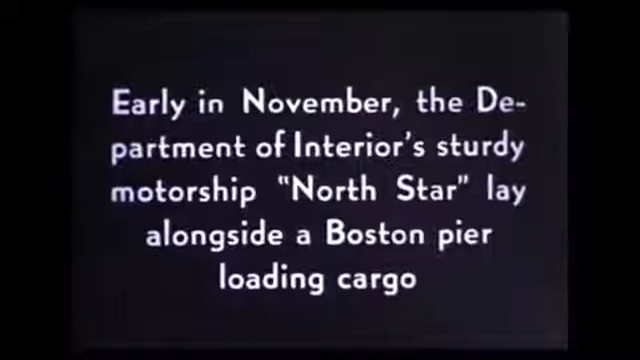 Early in November, the De-
partment of Interior's sturdy
motorship "North Star" lay
alongside a Boston pier
loading cargo